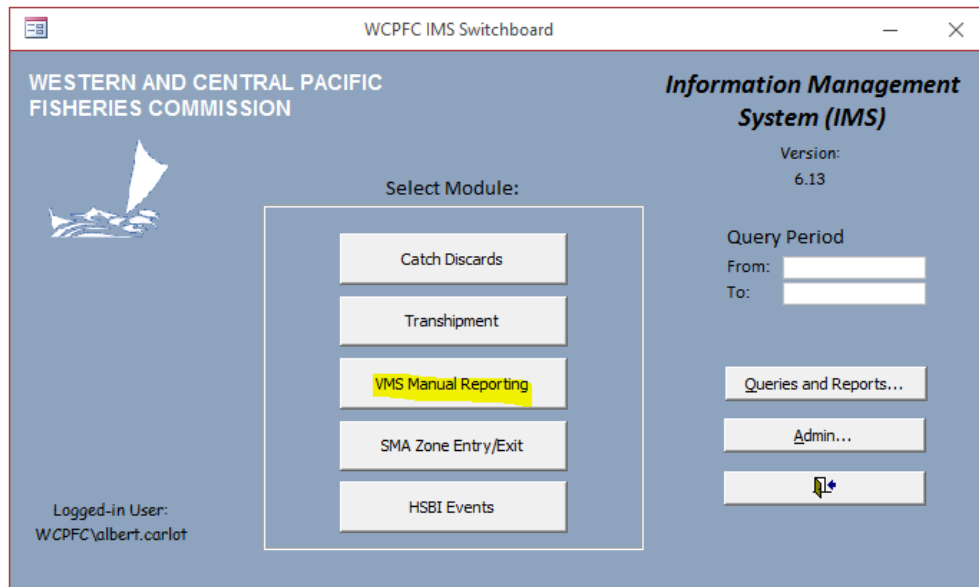 WCPFC IMS Switchboard
WESTERN AND CENTRAL PACIFIC
FISHERIES COMMISSION
Information Management
System (IMS)
Version:
6.13
Select Module:
Catch Discards
Transhipment
VMS Manual Reporting
SMA Zone Entry/Exit
HSBI Events
Query Period
From:
To:
Queries and Reports...
Admin...
Logged-in User:
WCPFC\albert.carlot